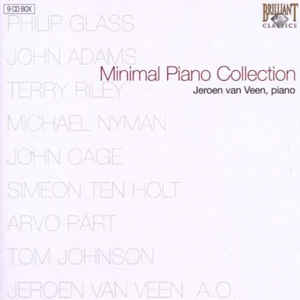 9 CD BOX
BRILLIANT
CLASSICS
PHILIP GLASS
JOHN ADAMS
Minimal Piano Collection
TERRY RILEY
Jeroen van Veen, piano
MICHAEL NYMAN
JOHN CAGE
SIMEON TEN HOLT
ARVO PÄRT
TOM JOHNSON
JEROEN VAN VEEN A.O.